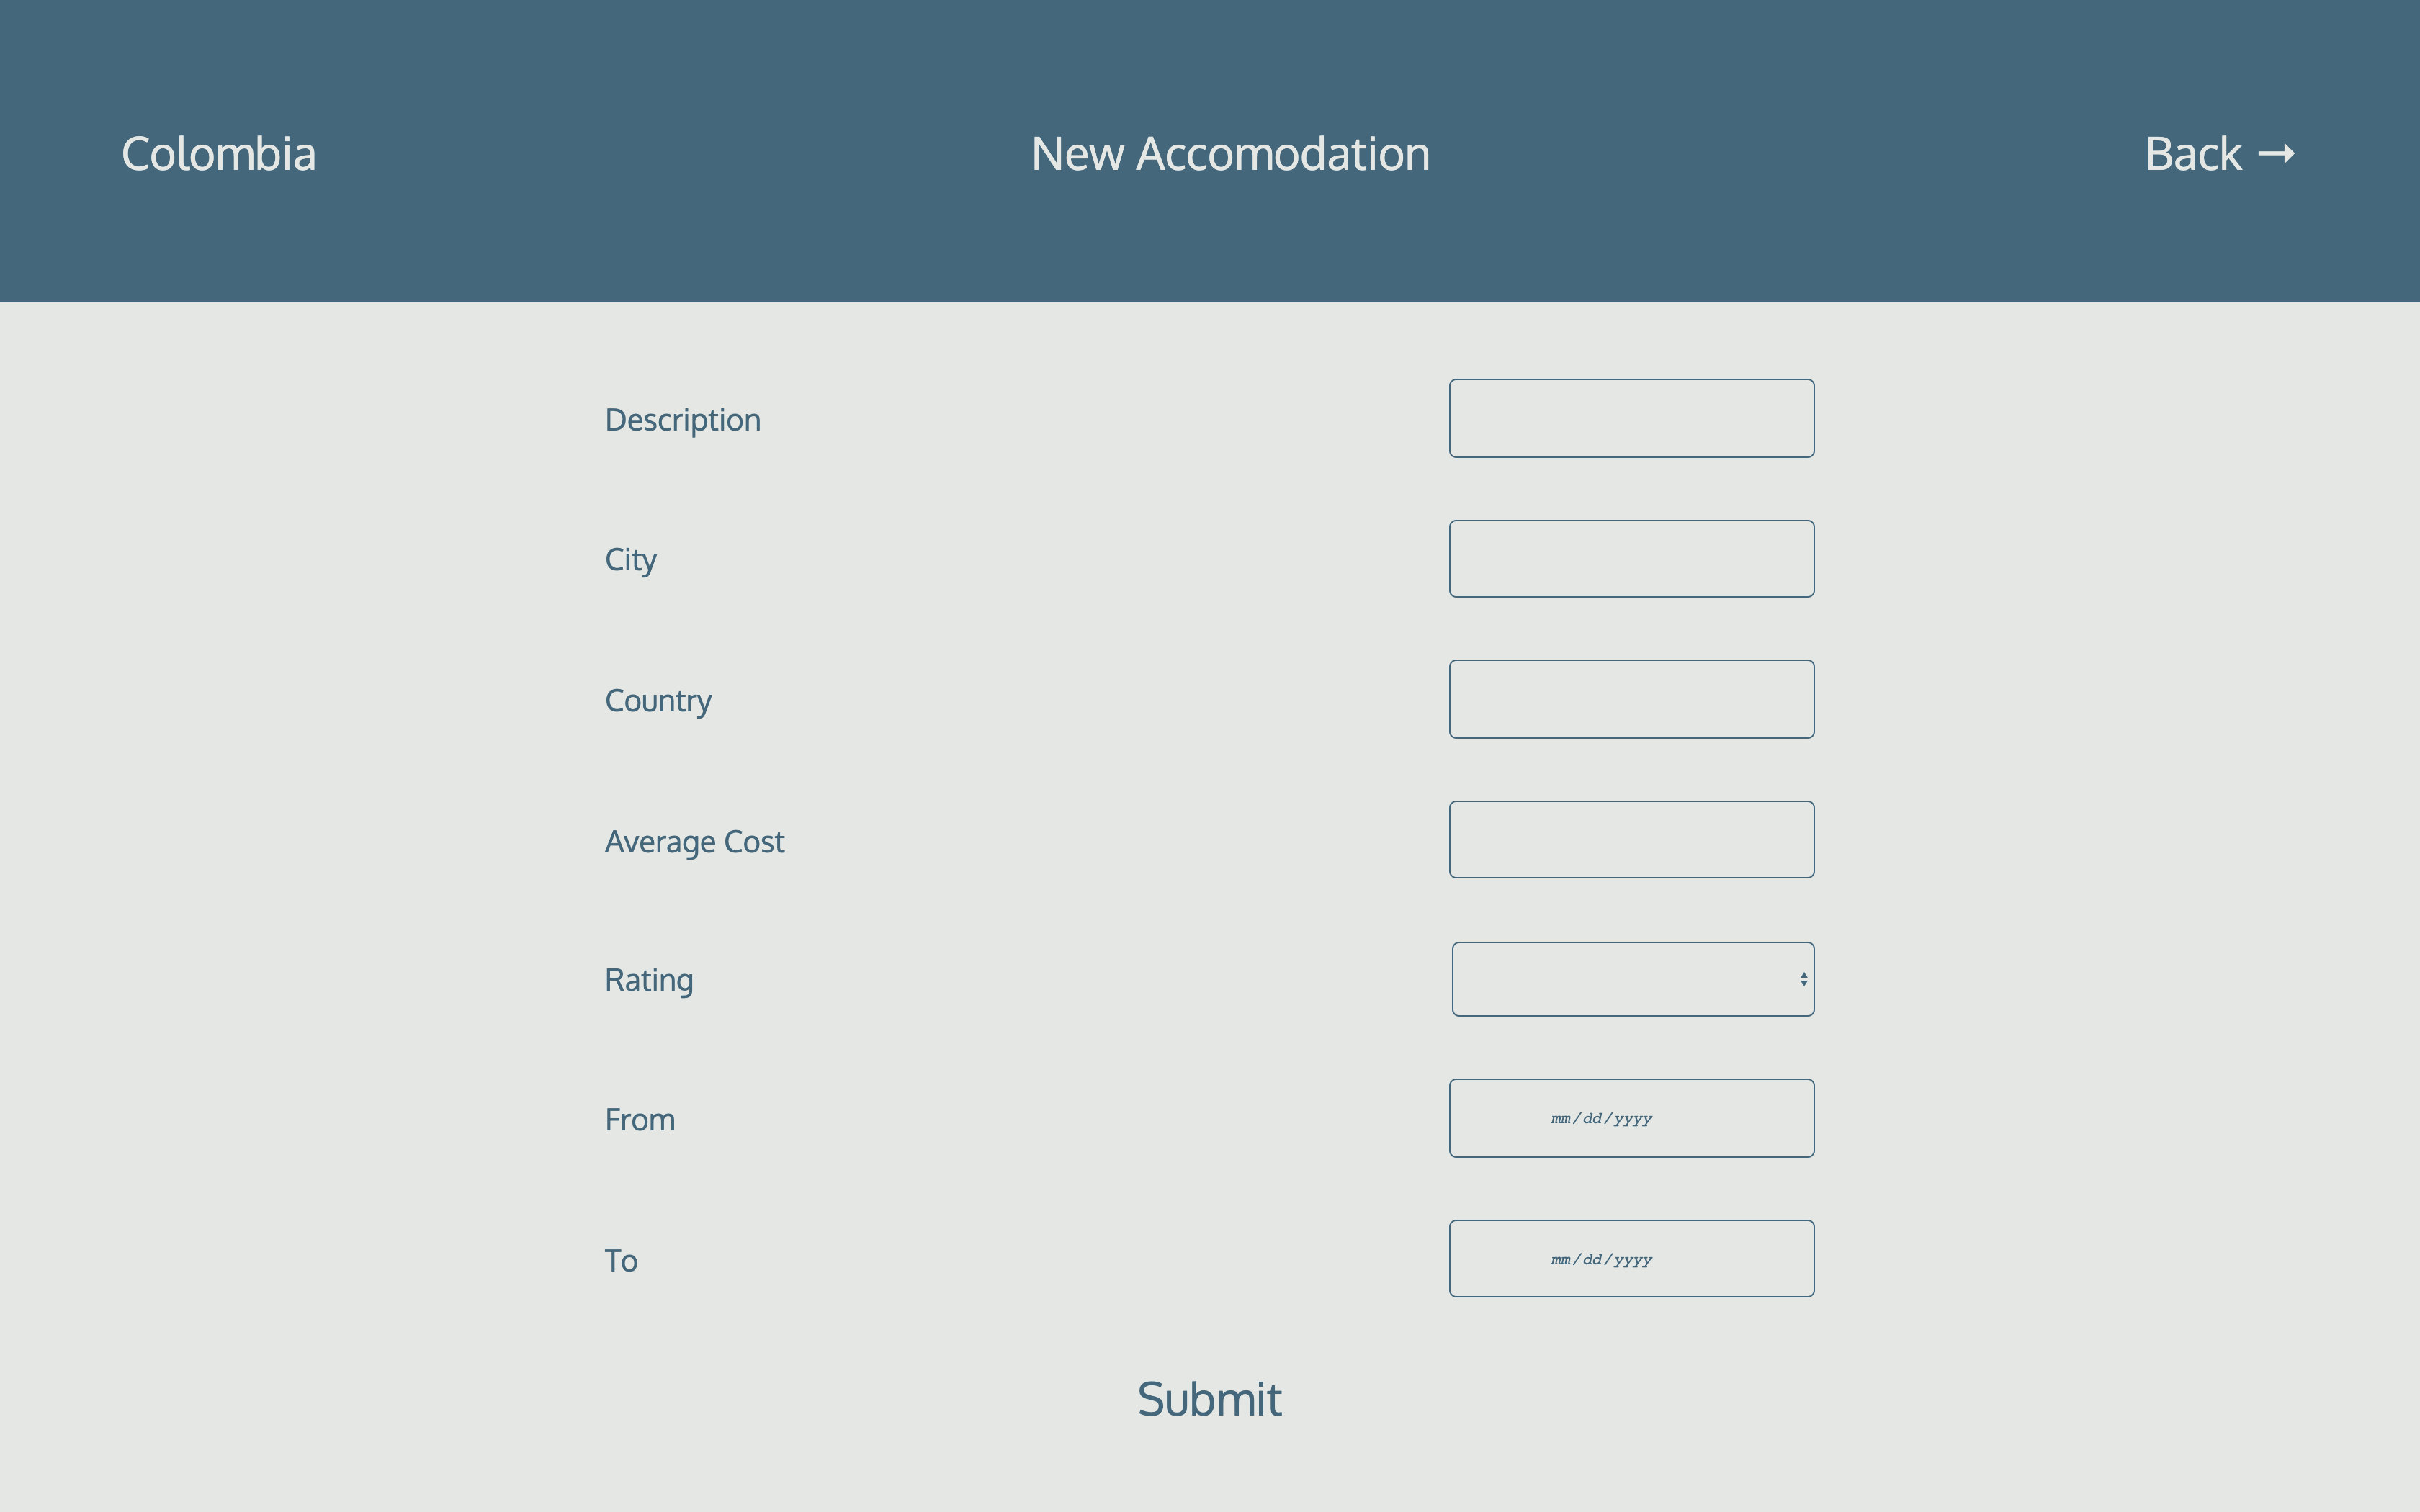 Colombia
New Accomodation
Back →
Description
City
Country
Average Cost
Rating
From
mm/dd/yyyy
To
mm/dd/yyyy
Submit